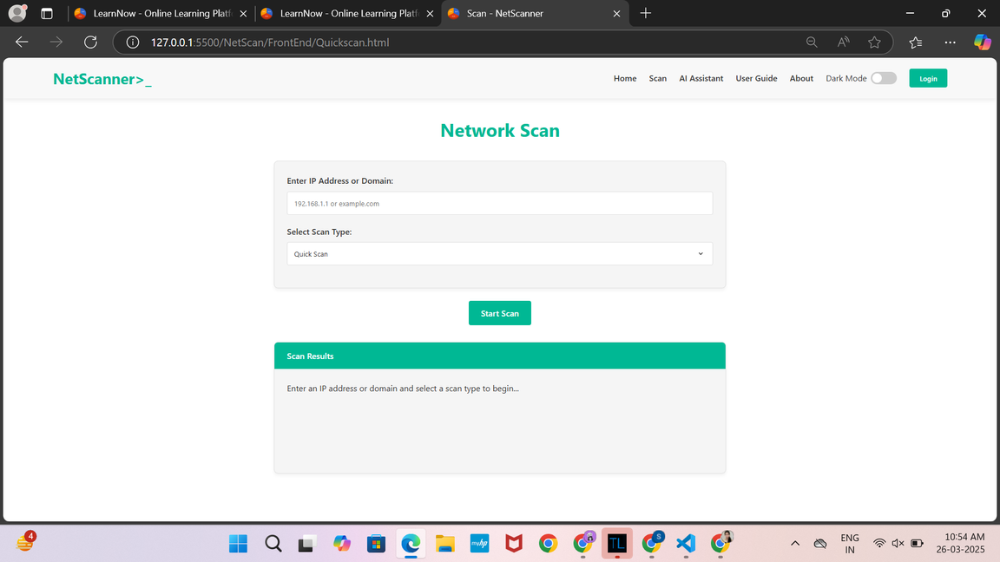 LearnNow - Online Learning Platf
LearnNow - Online Learning Platf
Scan - NetScanner
127.0.0.1:5500/NetScan/FrontEnd/Quickscan.html
NetScanner>_
Home
Scan
AI Assistant
User Guide
About
Dark Mode
Login
Network Scan
Enter IP Address or Domain:
192.168.1.1 or example.com
Select Scan Type:
Quick Scan
Start Scan
Scan Results
Enter an IP address or domain and select a scan type to begin...
4
myhp
TL
S
ENG
IN
10:54 AM
26-03-2025